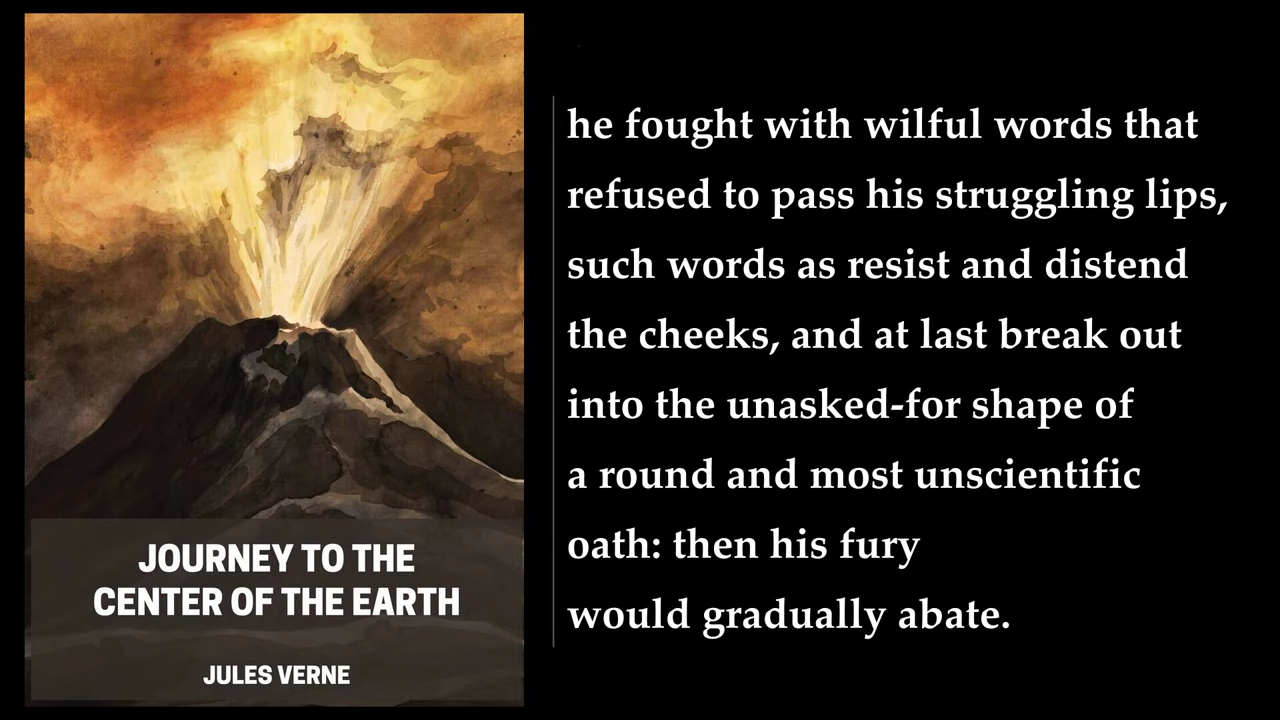 JOURNEY TO THE
CENTER OF THE EARTH
JULES VERNE
he fought with wilful words that
refused to pass his struggling lips,
such words as resist and distend
the cheeks, and at last break out
into the unasked-for shape of
a round and most unscientific
oath: then his fury
would gradually abate.